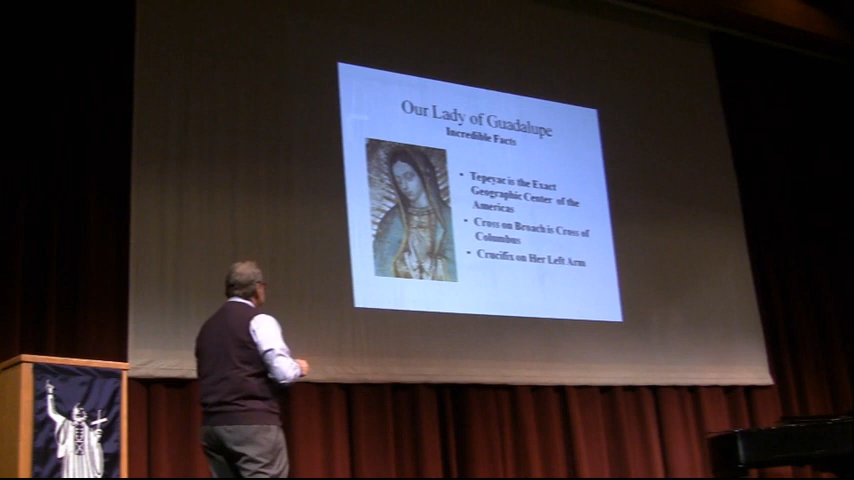 Our Lady of Guadalupe
Incredible Facts
• Tepeyac is the Exact
Geographic Center of the
Americas
• Cross on Broach is Cross of
Columbus
• Crucifix on Her Left Arm